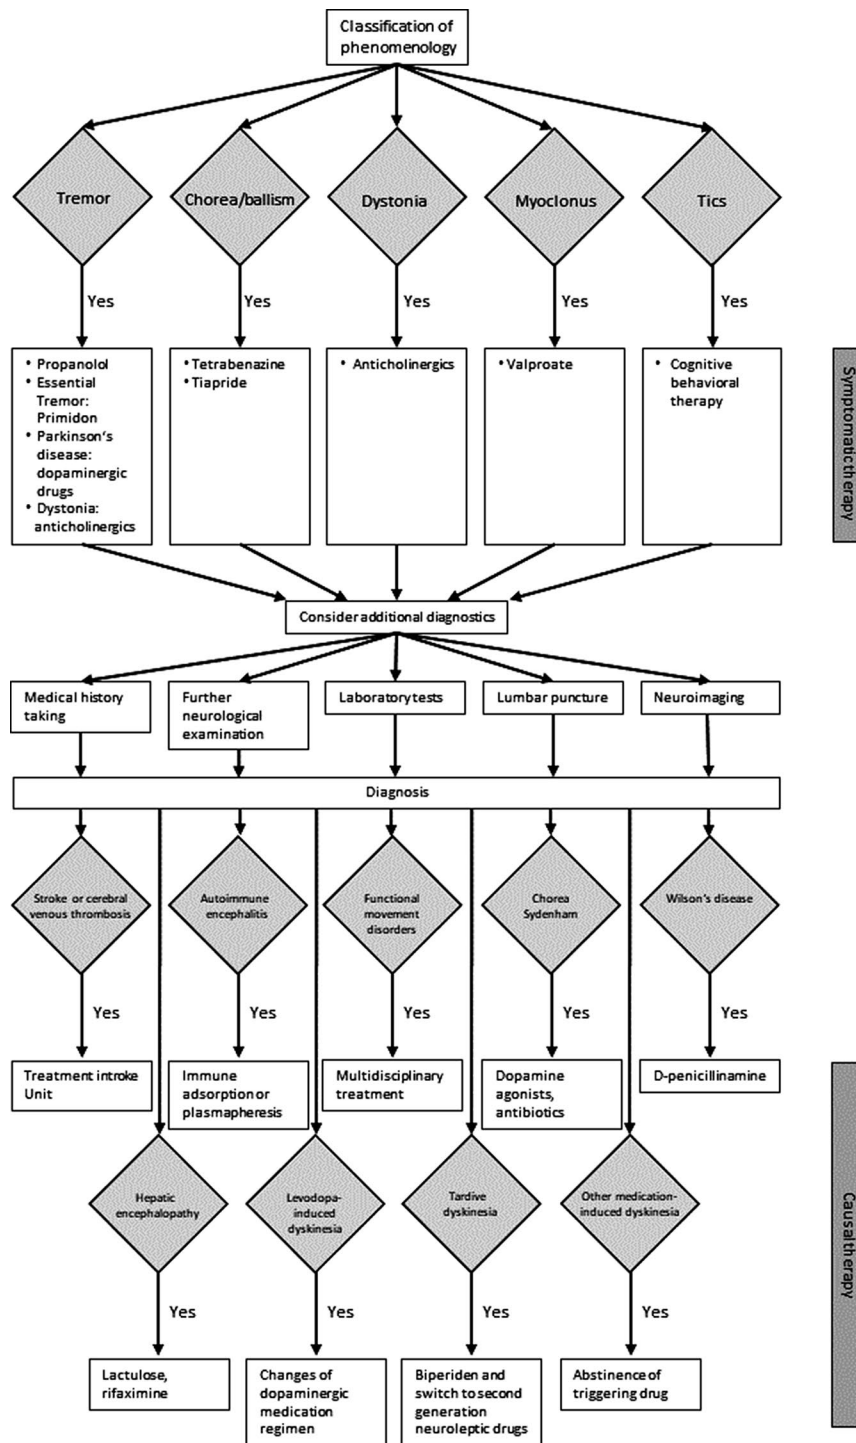 Classification of
phenomenology
Tremor
Chorea/ballism
Dystonia
Myoclonus
Tics
Yes
Yes
Yes
Yes
Yes
• Propanolol
• Essential
Tremor:
Primidon
• Parkinson's
disease:
dopaminergic
drugs
• Dystonia:
anticholinergics
• Tetrabenazine
• Tiapride
• Anticholinergics
• Valproate
• Cognitive
behavioral
therapy
Symptomatic therapy
Consider additional diagnostics
Medical history
taking
Further
neurological
examination
Laboratory tests
Lumbar puncture
Neuroimaging
Diagnosis
Stroke or cerebral
venous thrombosis
Autoimmune
encephalitis
Functional
movement
disorders
Chorea
Sydenham
Wilson's disease
Yes
Yes
Yes
Yes
Yes
Treatment introke
Unit
Immune
adsorption or
plasmapheresis
Multidisciplinary
treatment
Dopamine
agonists,
antibiotics
D-penicillinamine
Hepatic
encephalopathy
Levodopa-
induced
dyskinesia
Tardive
dyskinesia
Other medication-
induced dyskinesia
Yes
Yes
Yes
Yes
Lactulose,
rifaximine
Changes of
dopaminergic
medication
regimen
Biperiden and
switch to second
generation
neuroleptic drugs
Abstinence of
triggering drug
Causal therapy